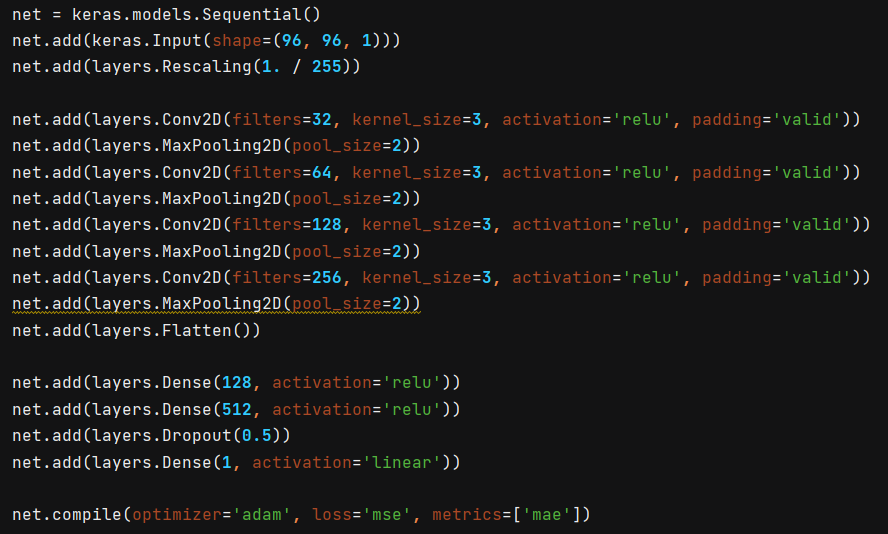 net = keras.models.Sequential()
net.add(keras.Input(shape=(96, 96, 1)))
net.add(layers.Rescaling(1. / 255))
net.add(layers.Conv2D(filters=32, kernel_size=3, activation='relu', padding='valid'))
net.add(layers.MaxPooling2D(pool_size=2))
net.add(layers.Conv2D(filters=64, kernel_size=3, activation='relu', padding='valid'))
net.add(layers.MaxPooling2D(pool_size=2))
net.add(layers.Conv2D(filters=128, kernel_size=3, activation='relu', padding='valid'))
net.add(layers.MaxPooling2D(pool_size=2))
net.add(layers.Conv2D(filters=256, kernel_size=3, activation='relu', padding='valid'))
net.add(layers.MaxPooling2D(pool_size=2))
net.add(layers.Flatten())
net.add(layers.Dense(128, activation='relu'))
net.add(layers.Dense(512, activation='relu'))
net.add(layers.Dropout(0.5))
net.add(layers.Dense(1, activation='linear'))
net.compile(optimizer='adam', loss='mse', metrics=['mae'])